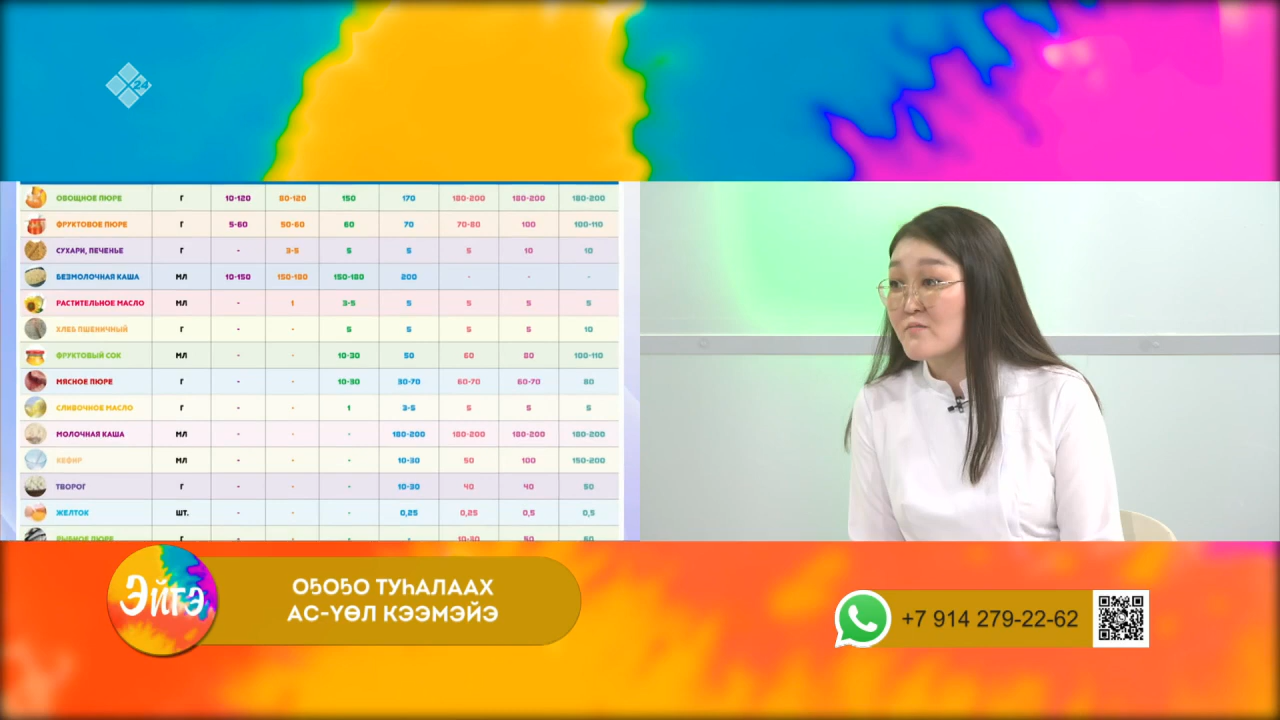 24
ОВОЩНОЕ ПЮРЕ Г 10-120 80-120 150 170 180-200 180-200 180-200
ФРУКТОВОЕ ПЮРЕ Г 5-60 50-60 60 70 70-80 100 100-110
СУХАРИ, ПЕЧЕНЬЕ Г - 3-5 5 5 5 10 10
БЕЗМОЛОЧНАЯ КАША МЛ 10-150 150-180 150-180 200 - - -
РАСТИТЕЛЬНОЕ МАСЛО МЛ - 1 3-5 5 5 5 5
ХЛЕБ ПШЕНИЧНЫЙ Г - - 5 5 5 5 10
ФРУКТОВЫЙ СОК МЛ - - 10-30 50 60 80 100-110
МЯСНОЕ ПЮРЕ Г - - 10-30 30-70 60-70 60-70 80
СЛИВОЧНОЕ МАСЛО Г - - 1 3-5 5 5 5
МОЛОЧНАЯ КАША МЛ - - - 180-200 180-200 180-200 180-200
КЕФИР МЛ - - - 10-30 50 100 150-200
ТВОРОГ Г - - - 10-30 40 40 50
ЖЕЛТОК ШТ. - - - 0,25 0,25 0,5 0,5
РЫБНОЕ ПЮРЕ Г - - - - 10-30 50 60
Эйгэ
ОҔОҔО ТУҺАЛААХ
АС-ҮӨЛ КЭЭМЭЙЭ
+7 914 279-22-62